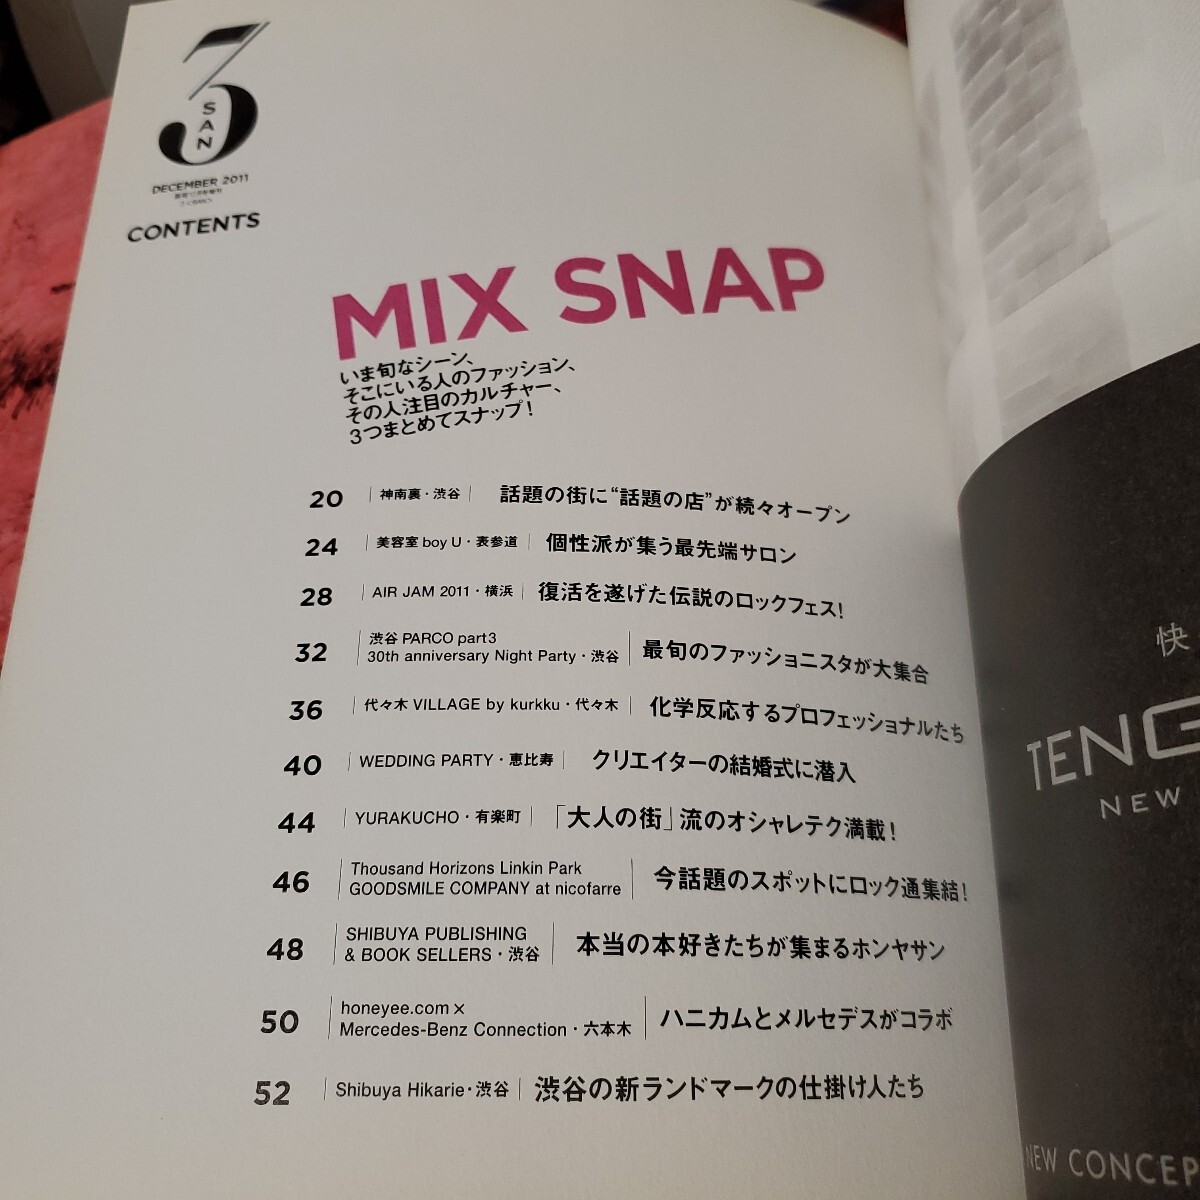 3
SAN
DECEMBER 2011
CONTENTS
MIX SNAP
いま旬なシーン、
そこにいる人のファッション、
その人注目のカルチャー、
3つまとめてスナップ!
20 | 神南裏・渋谷 | 話題の街に“話題の店”が続々オープン
24 | 美容室 boy U・表参道 | 個性派が集う最先端サロン
28 | AIR JAM 2011・横浜 | 復活を遂げた伝説のロックフェス!
32 | 渋谷 PARCO part3
30th anniversary Night Party・渋谷 | 最旬のファッショニスタが大集合
36 | 代々木 VILLAGE by kurkku・代々木 | 化学反応するプロフェッショナルたち
40 | WEDDING PARTY・恵比寿 | クリエイターの結婚式に潜入
44 | YURAKUCHO・有楽町 | 「大人の街」流のオシャレテク満載!
46 | Thousand Horizons Linkin Park
GOODSMILE COMPANY at nicofarre | 今話題のスポットにロック通集結!
48 | SHIBUYA PUBLISHING
& BOOK SELLERS・渋谷 | 本当の本好きたちが集まるホンヤサン
50 | honeyee.com ×
Mercedes-Benz Connection・六本木 | ハニカムとメルセデスがコラボ
52 | Shibuya Hikarie・渋谷 | 渋谷の新ランドマークの仕掛け人たち
快
TENG
NEW
NEW CONCEP